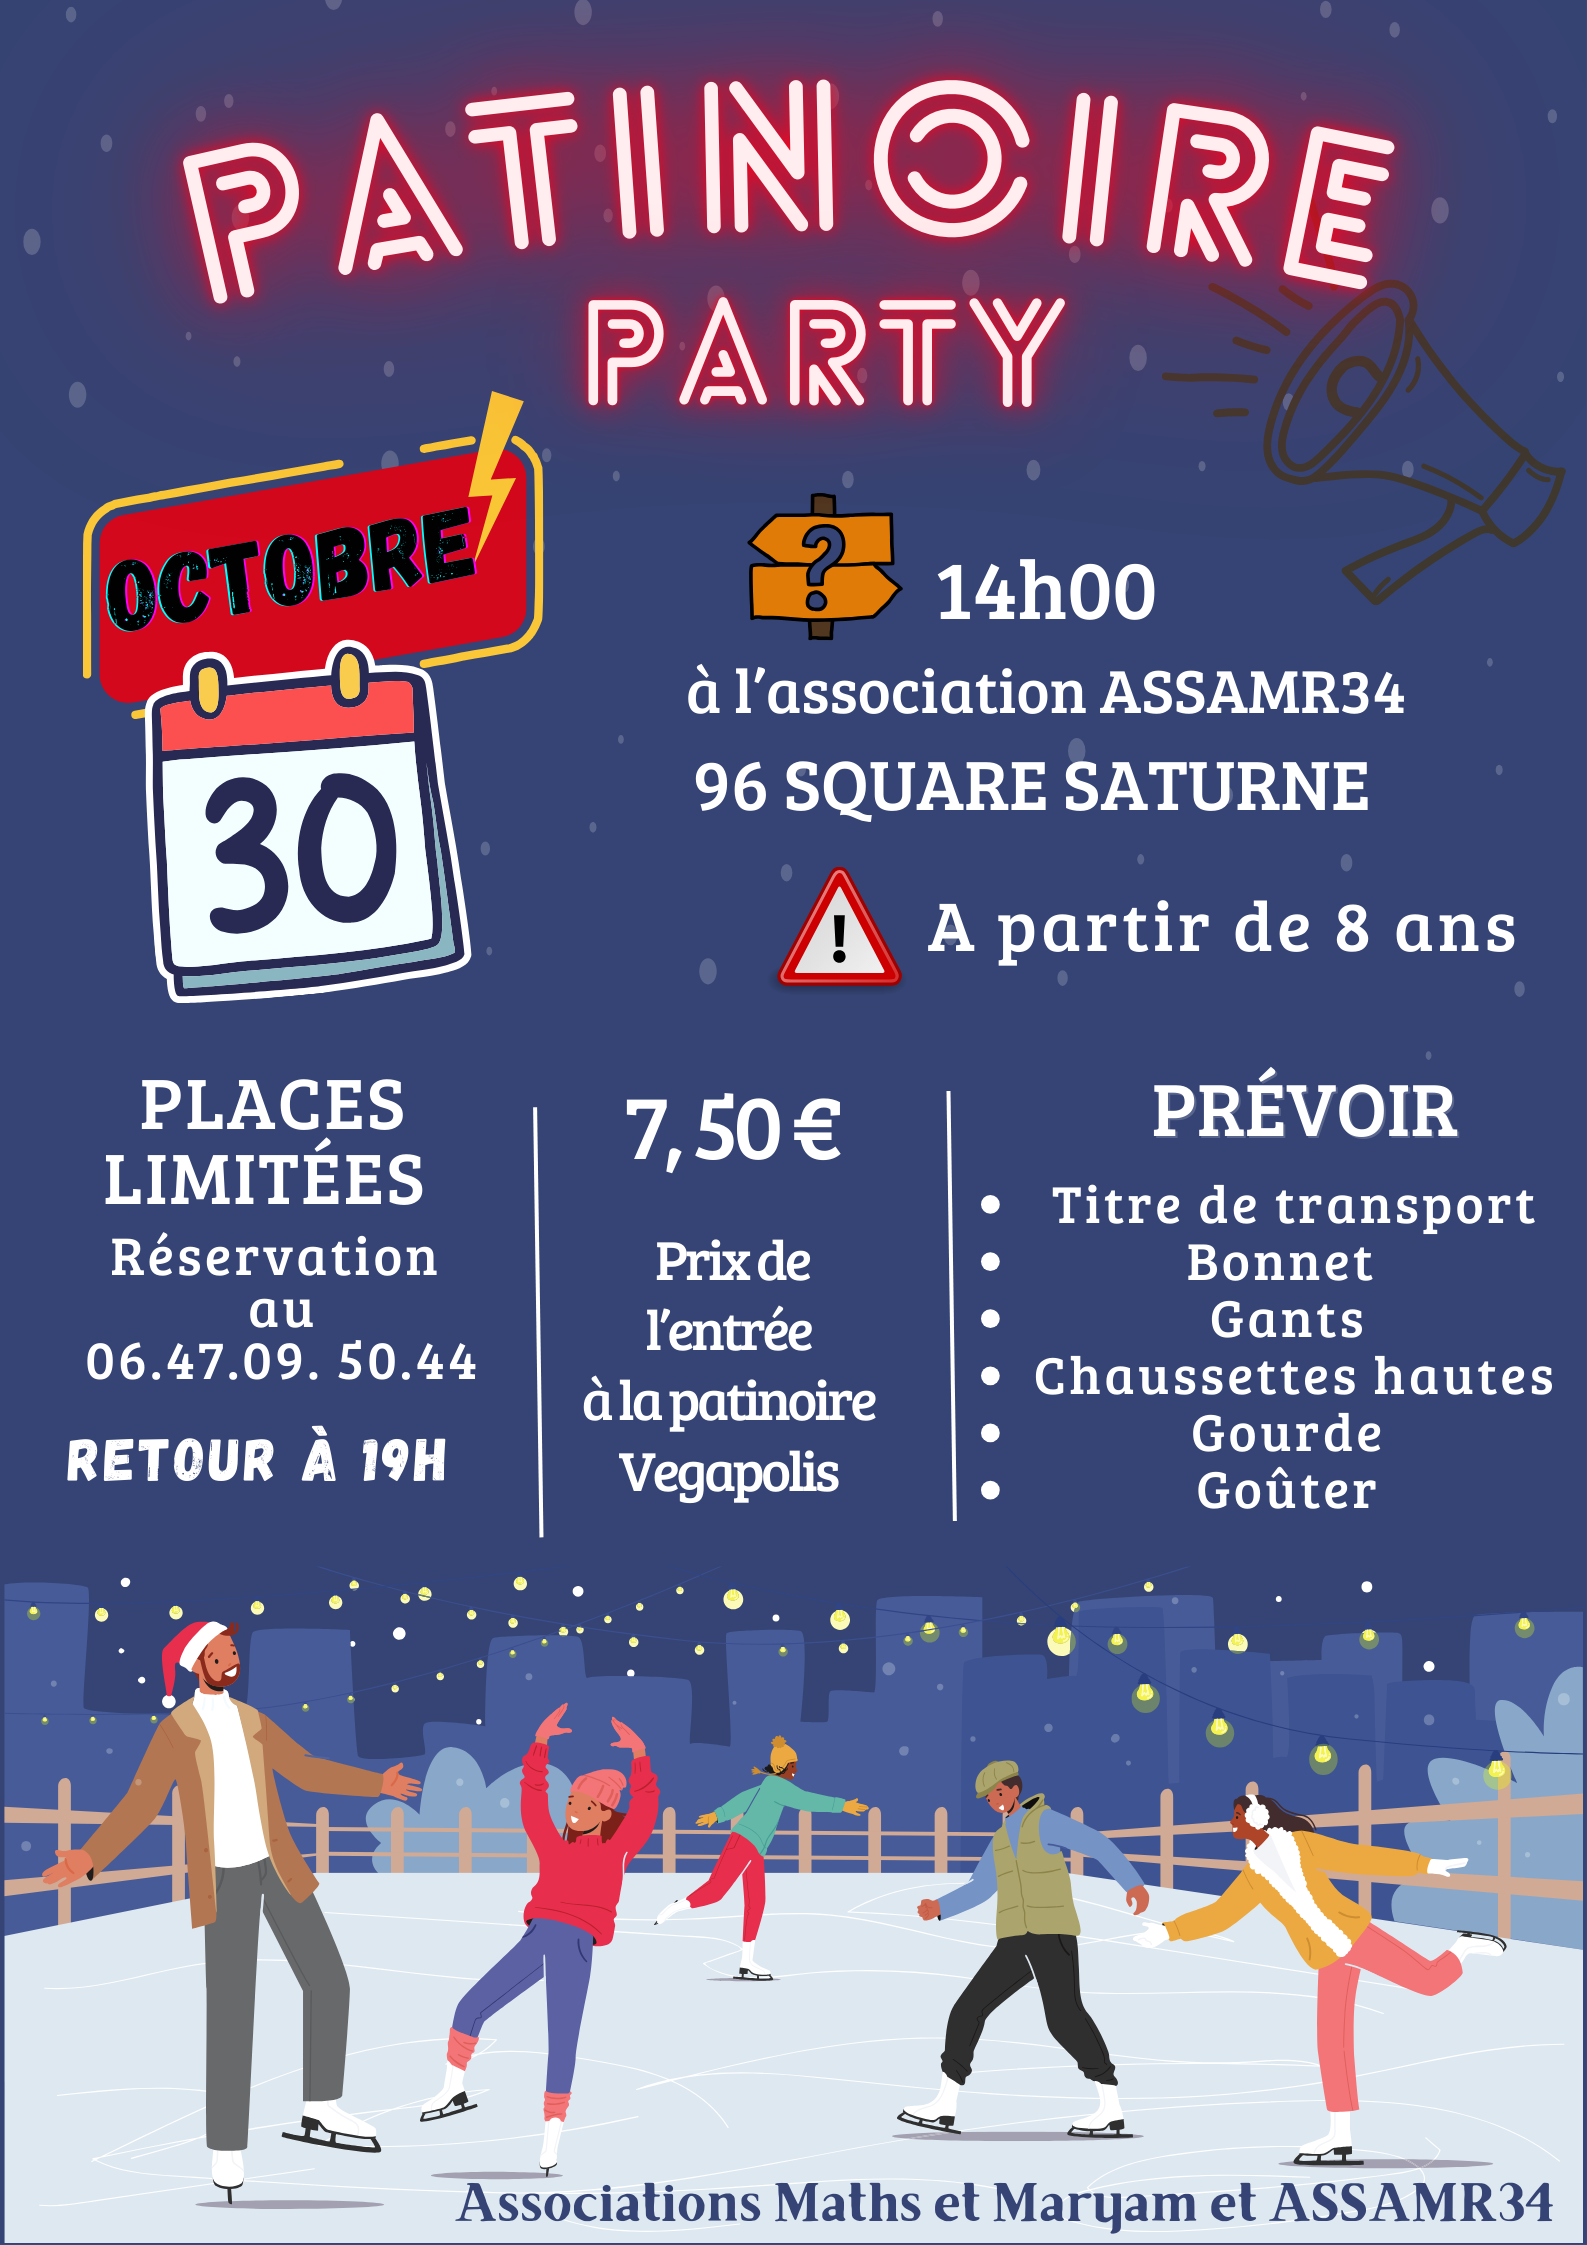 PATINOIRE
PARTY
OCTOBRE
30
?
14h00
à l'association ASSAMR34
96 SQUARE SATURNE
!
A partir de 8 ans
PLACES
LIMITÉES
Réservation
au
06.47.09. 50.44
RETOUR À 19H
7,50 €
Prix de
l'entrée
à la patinoire
Vegapolis
PRÉVOIR
• Titre de transport
• Bonnet
• Gants
• Chaussettes hautes
• Gourde
• Goûter
Associations Maths et Maryam et ASSAMR34